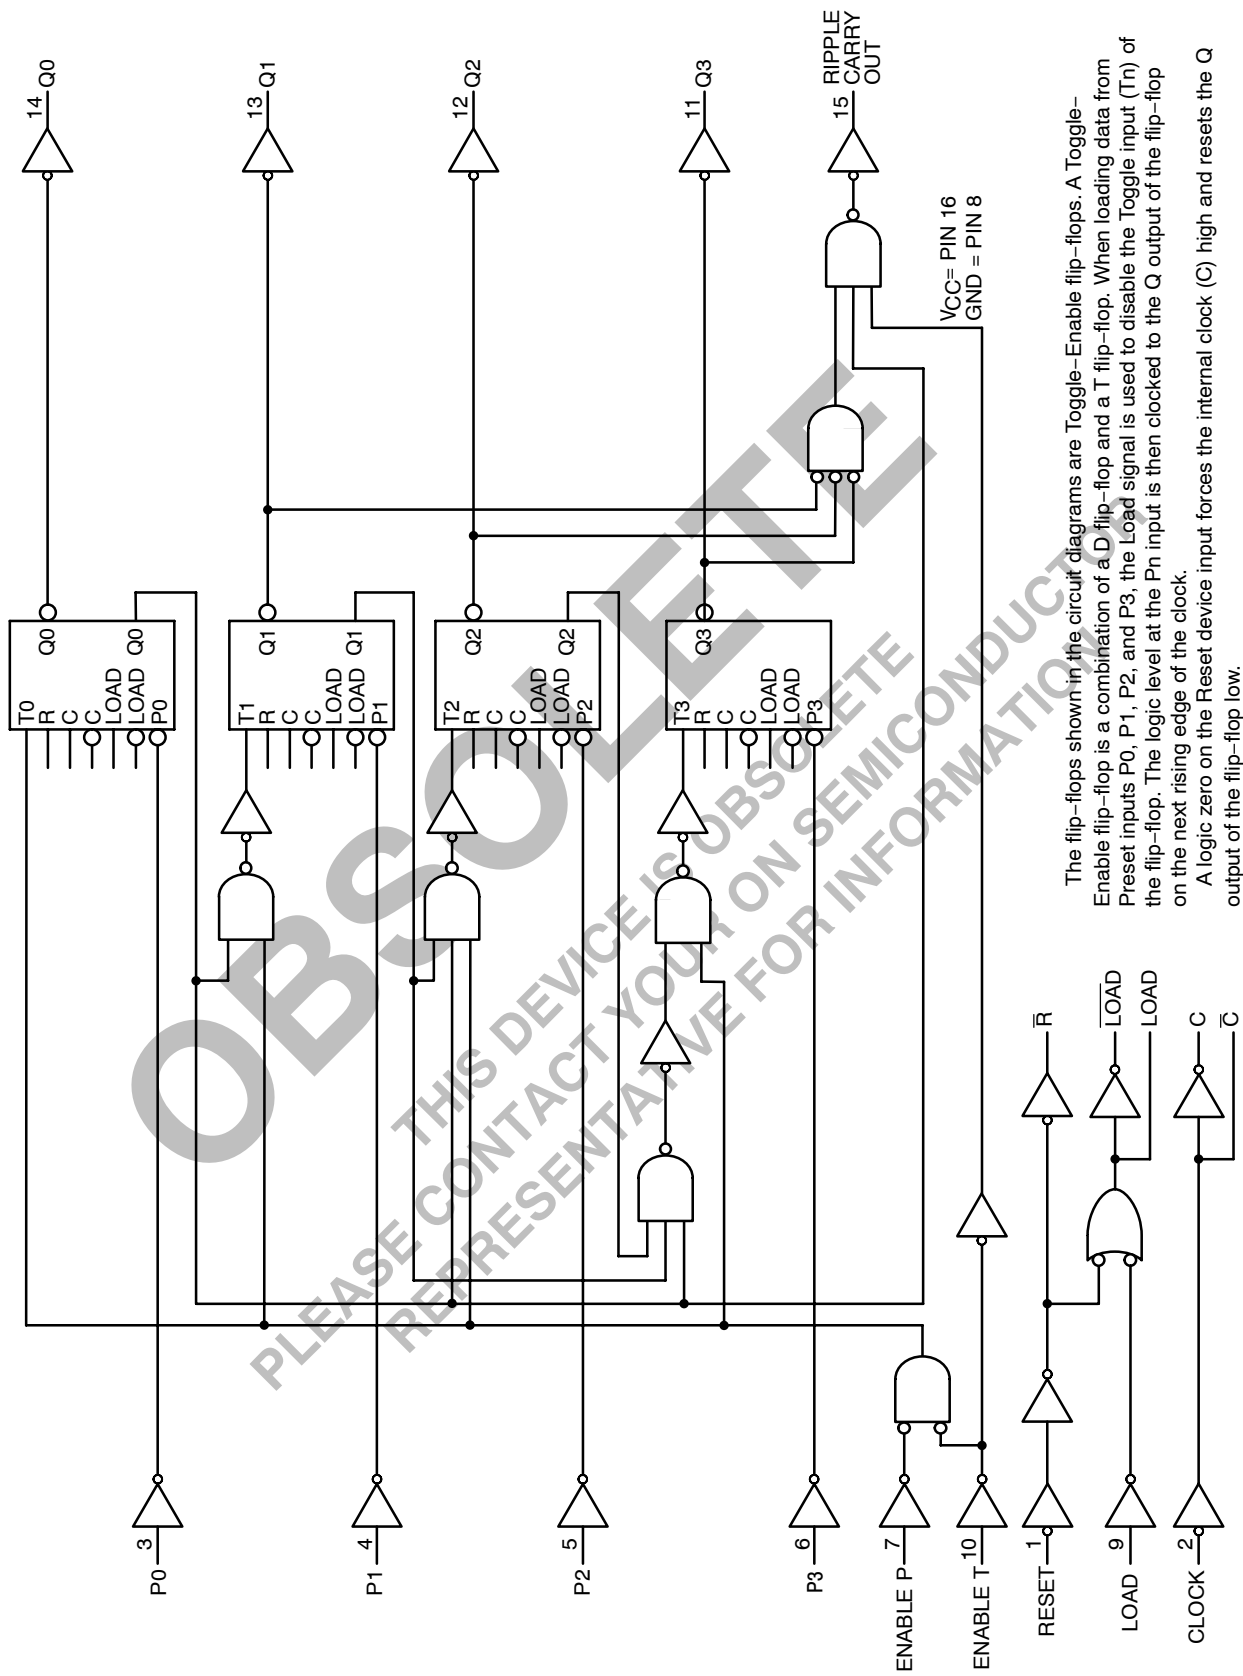 P0 3
P1 4
P2 5
P3 6
ENABLE P 7
ENABLE T 10
RESET 1
LOAD 9
CLOCK 2
R̅
L̅O̅A̅D̅
LOAD
C
C̅
T0
R
C
C
LOAD
LOAD
P0
Q0
Q0
T1
R
C
C
LOAD
LOAD
P1
Q1
Q1
T2
R
C
C
LOAD
LOAD
P2
Q2
Q2
T3
R
C
C
LOAD
LOAD
P3
Q3
14 Q0
13 Q1
12 Q2
11 Q3
15 RIPPLE
CARRY
OUT
VCC= PIN 16
GND = PIN 8
The flip−flops shown in the circuit diagrams are Toggle−Enable flip−flops. A Toggle−
Enable flip−flop is a combination of a D flip−flop and a T flip−flop. When loading data from
Preset inputs P0, P1, P2, and P3, the Load signal is used to disable the Toggle input (Tn) of
the flip−flop. The logic level at the Pn input is then clocked to the Q output of the flip−flop
on the next rising edge of the clock.
A logic zero on the Reset device input forces the internal clock (C) high and resets the Q
output of the flip−flop low.
OBSOLETE
THIS DEVICE IS OBSOLETE
PLEASE CONTACT YOUR ON SEMICONDUCTOR
REPRESENTATIVE FOR INFORMATION